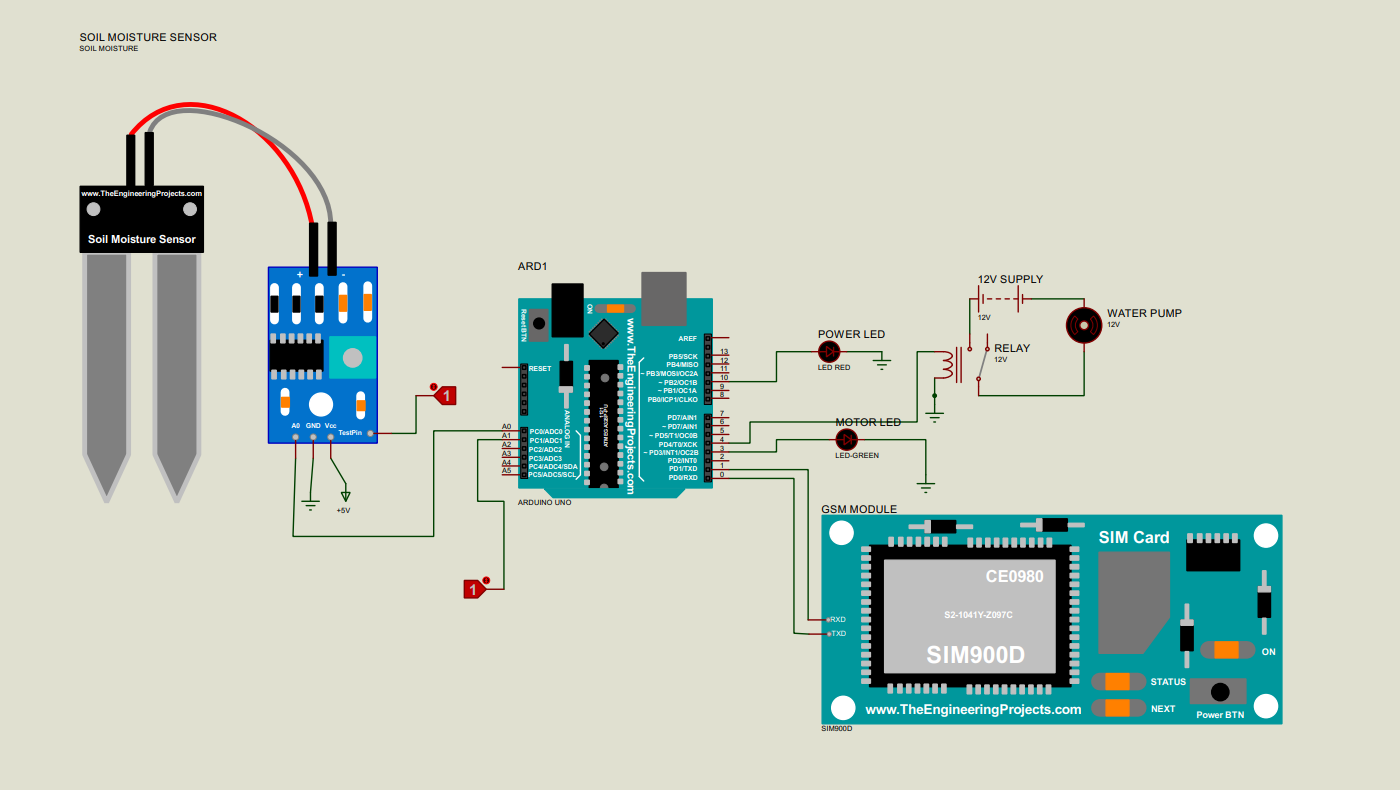 SOIL MOISTURE SENSOR
SOIL MOISTURE
www.TheEngineeringProjects.com
Soil Moisture Sensor
+ -
A0 GND Vcc
TestPin
+5V
1
1
ARD1
ON
Reset BTN
www.TheEngineeringProjects.com
RESET
ANALOG IN
A0
A1
A2
A3
A4
A5
PC0/ADC0
PC1/ADC1
PC2/ADC2
PC3/ADC3
PC4/ADC4/SDA
PC5/ADC5/SCL
AREF
PB5/SCK 13
PB4/MISO 12
~ PB3/MOSI/OC2A 11
~ PB2/OC1B 10
~ PB1/OC1A 9
PB0/ICP1/CLKO 8
PD7/AIN1 7
~ PD6/AIN1 6
~ PD5/T1/OC0B 5
PD4/T0/XCK 4
~ PD3/INT1/OC2B 3
PD2/INT0 2
PD1/TXD 1
PD0/RXD 0
ARDUINO UNO
POWER LED
LED RED
MOTOR LED
LED-GREEN
12V SUPPLY
12V
RELAY
12V
WATER PUMP
12V
GSM MODULE
SIM Card
CE0980
S2-1041Y-Z097C
SIM900D
RXD
TXD
ON
STATUS
NEXT
Power BTN
www.TheEngineeringProjects.com
SIM900D